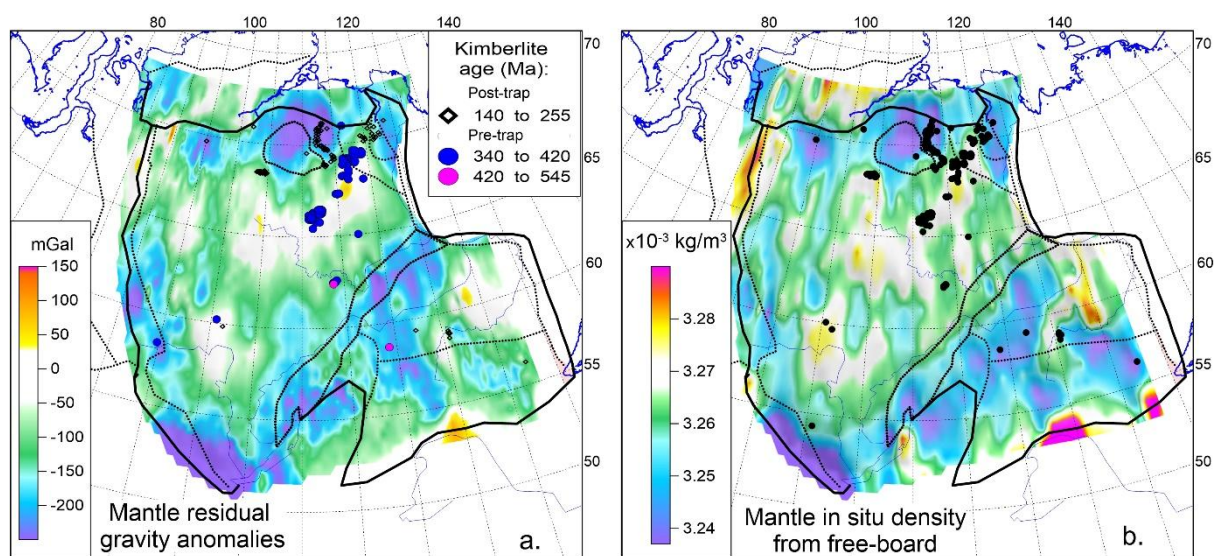 80
100
120
140
70
65
60
55
50
Kimberlite
age (Ma):
Post-trap
140 to 255
Pre-trap
340 to 420
420 to 545
mGal
150
100
50
0
-50
-100
-150
-200
Mantle residual
gravity anomalies
a.
80
100
120
140
70
65
60
55
50
x10⁻³ kg/m³
3.28
3.27
3.26
3.25
3.24
Mantle in situ density
from free-board
b.